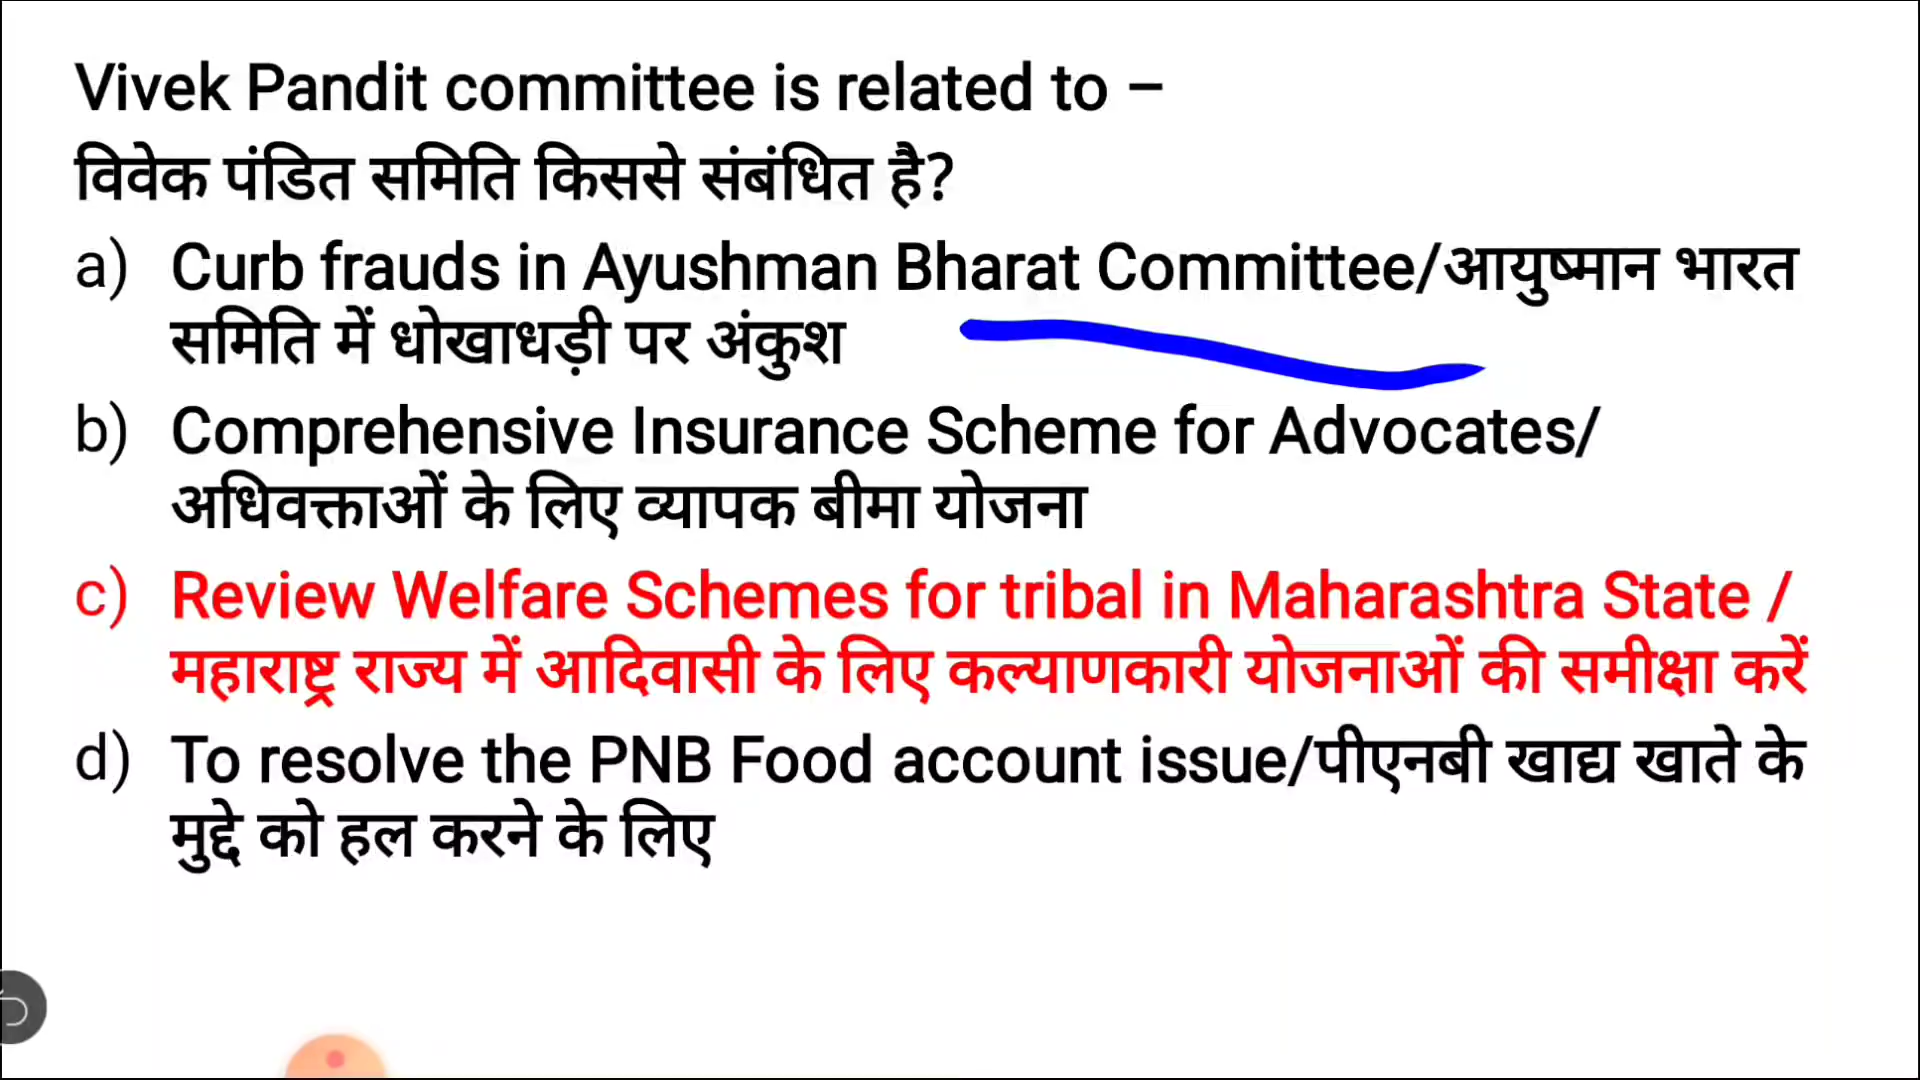 Vivek Pandit committee is related to –
विवेक पंडित समिति किससे संबंधित है?
a) Curb frauds in Ayushman Bharat Committee/आयुष्मान भारत
समिति में धोखाधड़ी पर अंकुश
b) Comprehensive Insurance Scheme for Advocates/
अधिवक्ताओं के लिए व्यापक बीमा योजना
c) Review Welfare Schemes for tribal in Maharashtra State /
महाराष्ट्र राज्य में आदिवासी के लिए कल्याणकारी योजनाओं की समीक्षा करें
d) To resolve the PNB Food account issue/पीएनबी खाद्य खाते के
मुद्दे को हल करने के लिए